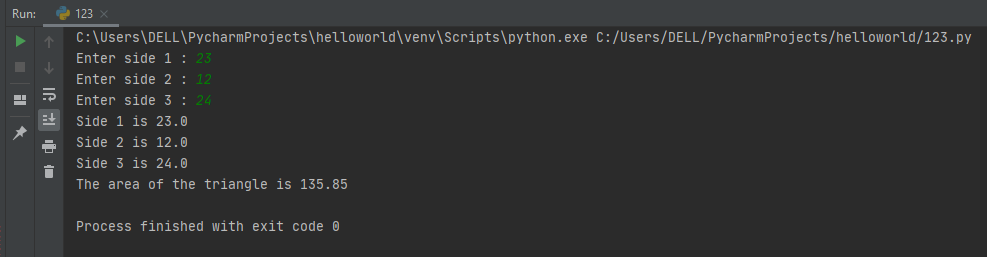 Run: 123
C:\Users\DELL\PycharmProjects\helloworld\venv\Scripts\python.exe C:/Users/DELL/PycharmProjects/helloworld/123.py
Enter side 1 : 23
Enter side 2 : 12
Enter side 3 : 24
Side 1 is 23.0
Side 2 is 12.0
Side 3 is 24.0
The area of the triangle is 135.85
Process finished with exit code 0